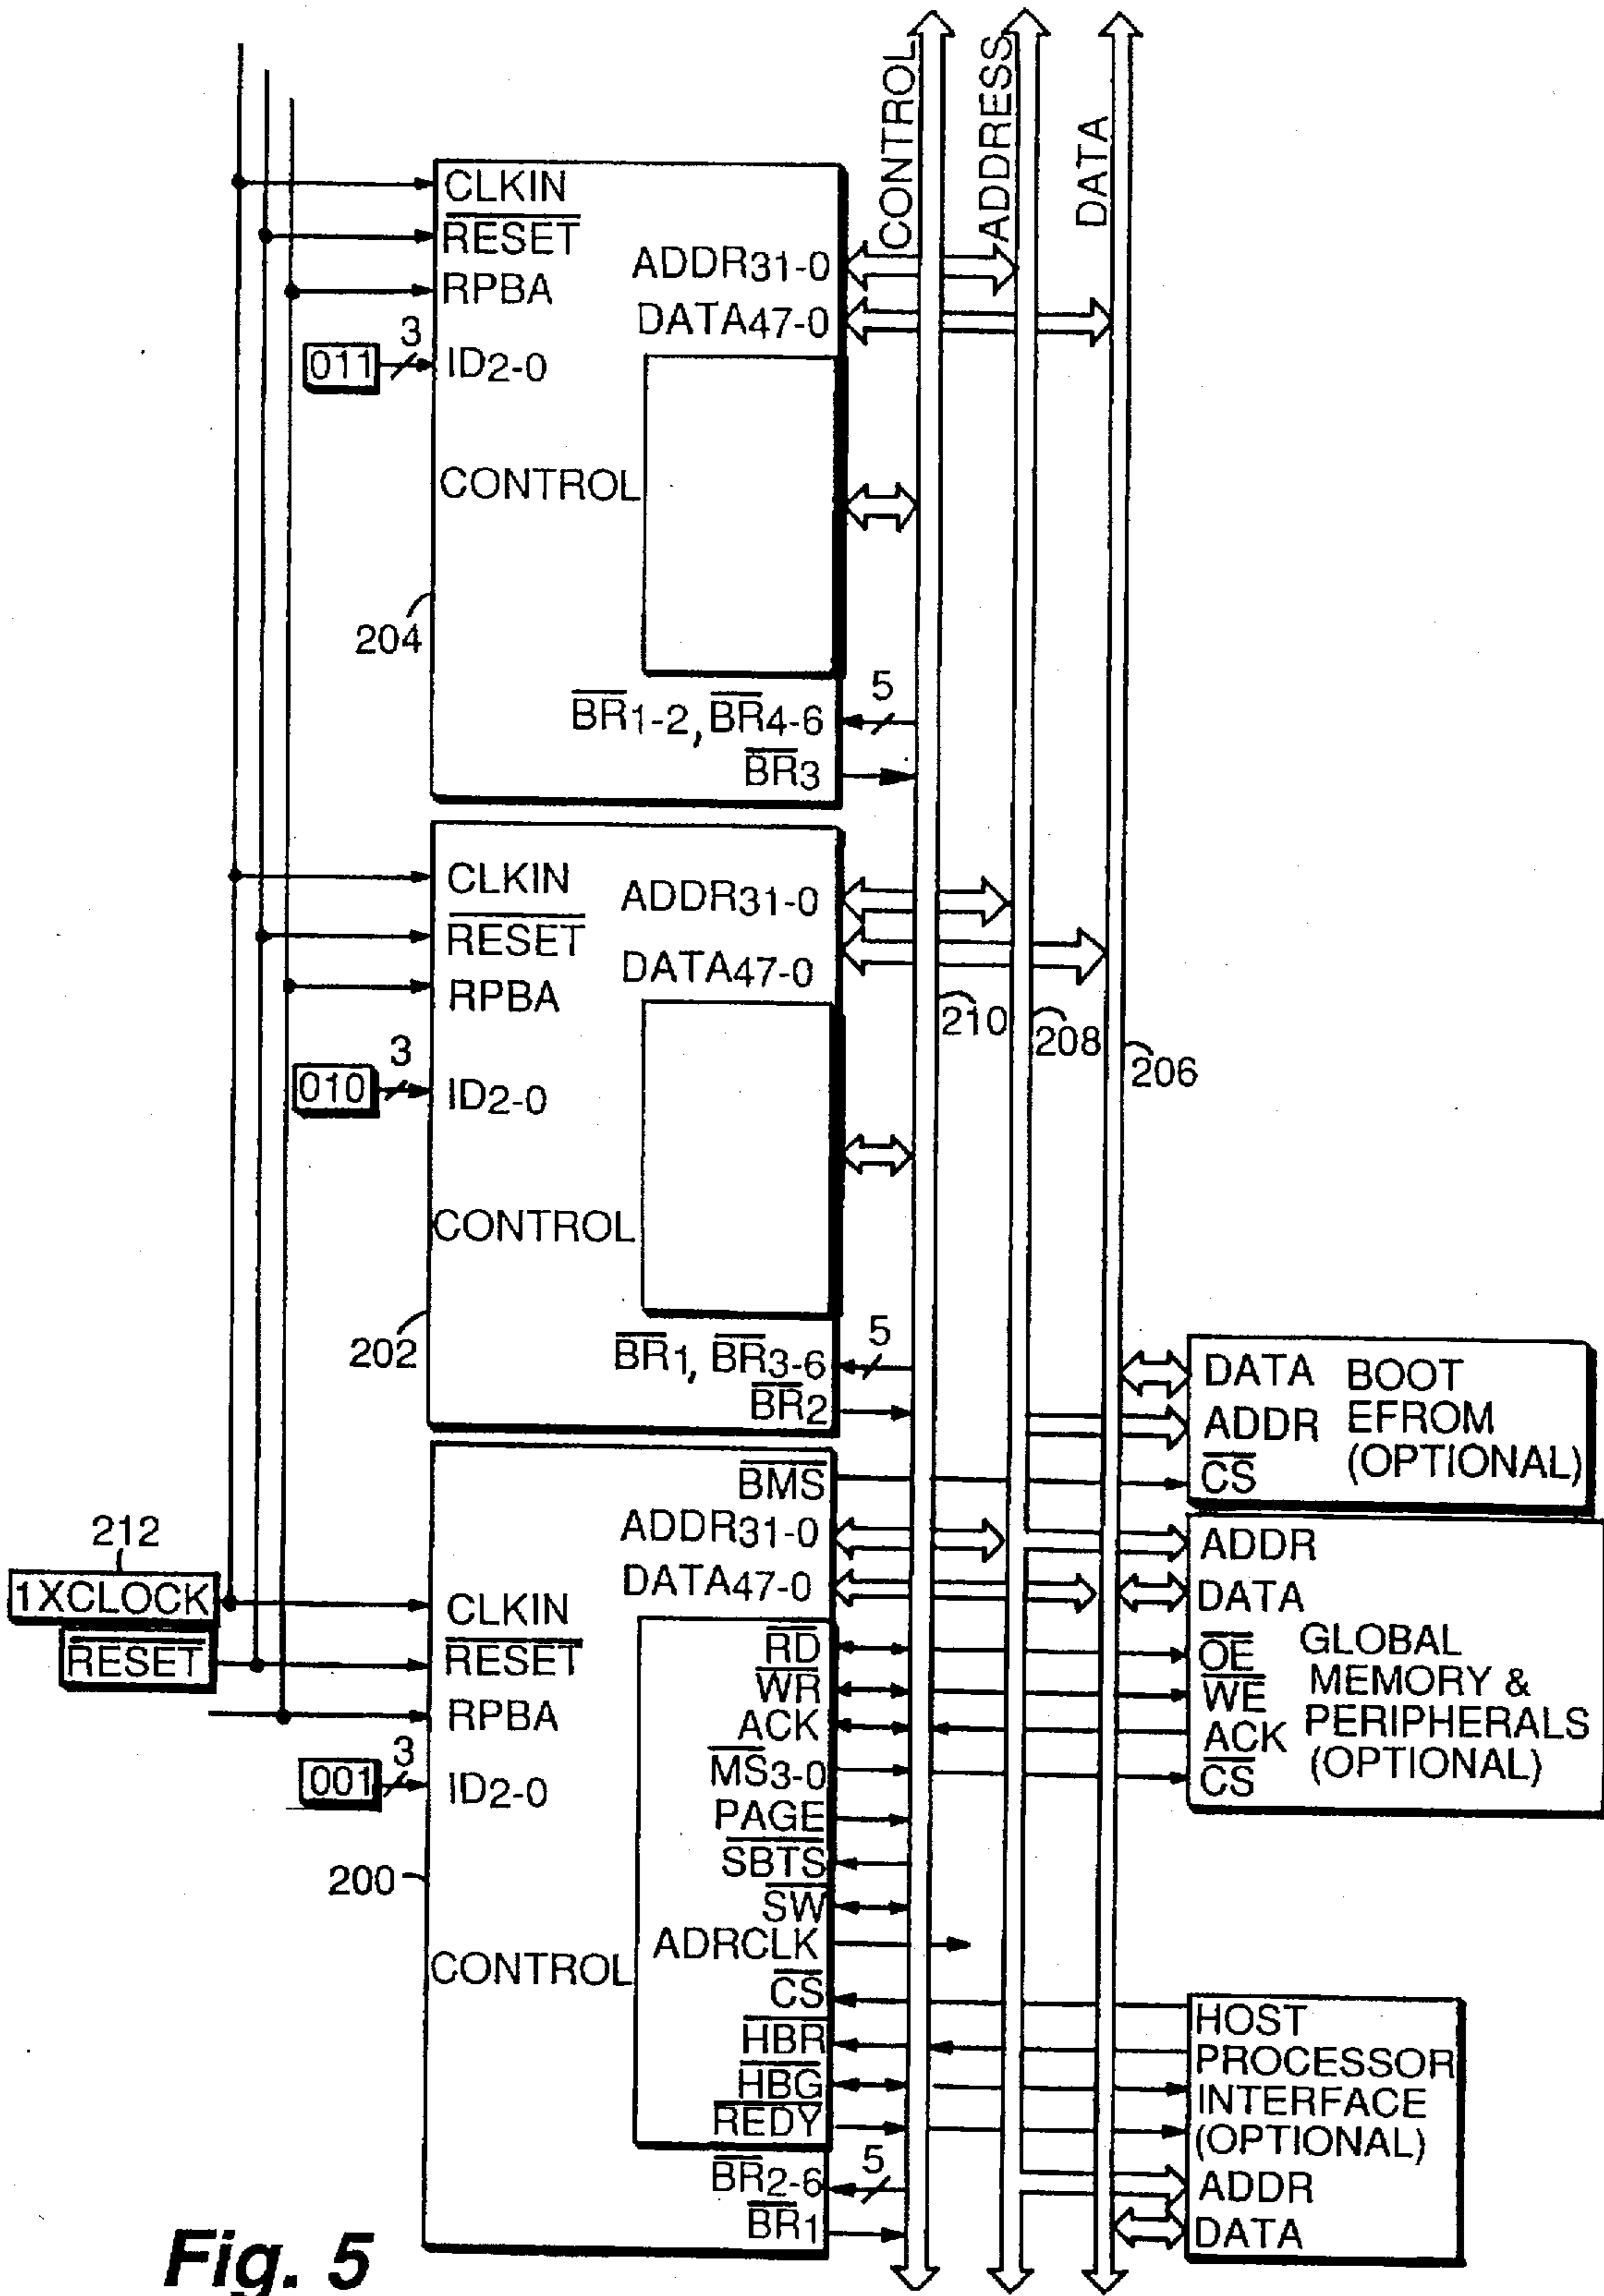 CONTROL
ADDRESS
DATA
CLKIN
RESET
RPBA
011
3
ID2-0
ADDR31-0
DATA47-0
CONTROL
204
BR1-2, BR4-6
5
BR3
CLKIN
RESET
RPBA
010
3
ID2-0
ADDR31-0
DATA47-0
210
208
206
CONTROL
202
BR1, BR3-6
5
BR2
DATA
ADDR
CS
BOOT
EFROM
(OPTIONAL)
212
1XCLOCK
RESET
CLKIN
RESET
RPBA
001
3
ID2-0
200
CONTROL
BMS
ADDR31-0
DATA47-0
RD
WR
ACK
MS3-0
PAGE
SBTS
SW
ADRCLK
CS
HBR
HBG
REDY
BR2-6
5
BR1
ADDR
DATA
OE
WE
ACK
CS
GLOBAL
MEMORY &
PERIPHERALS
(OPTIONAL)
HOST
PROCESSOR
INTERFACE
(OPTIONAL)
ADDR
DATA
Fig. 5